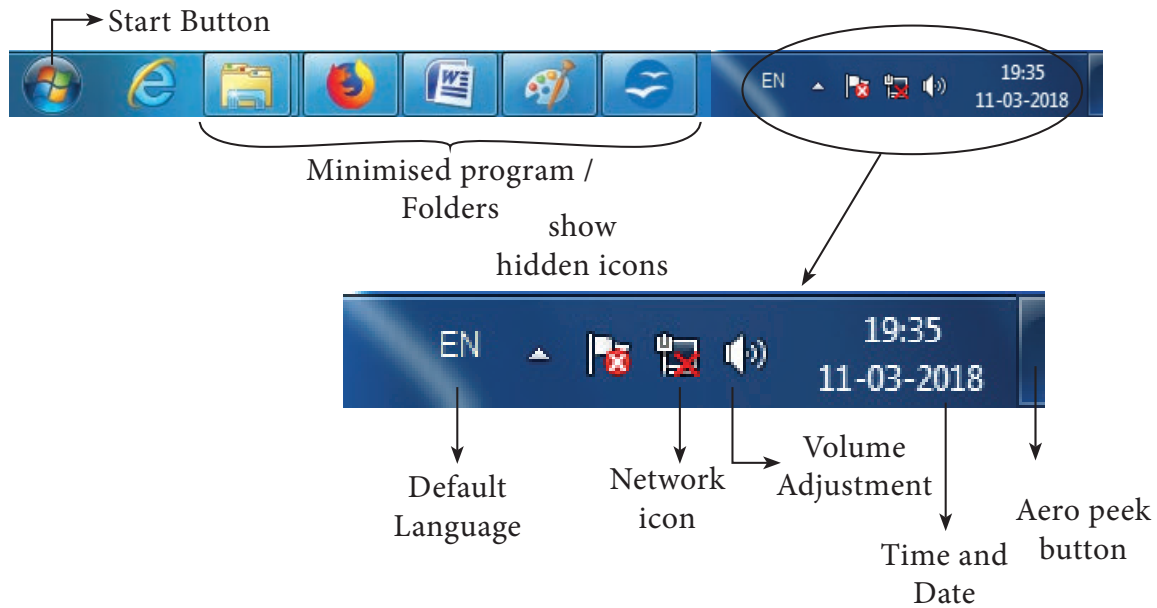 Start Button
EN
19:35
11-03-2018
Minimised program /
Folders
show
hidden icons
EN
19:35
11-03-2018
Default
Language
Network
icon
Volume
Adjustment
Time and
Date
Aero peek
button